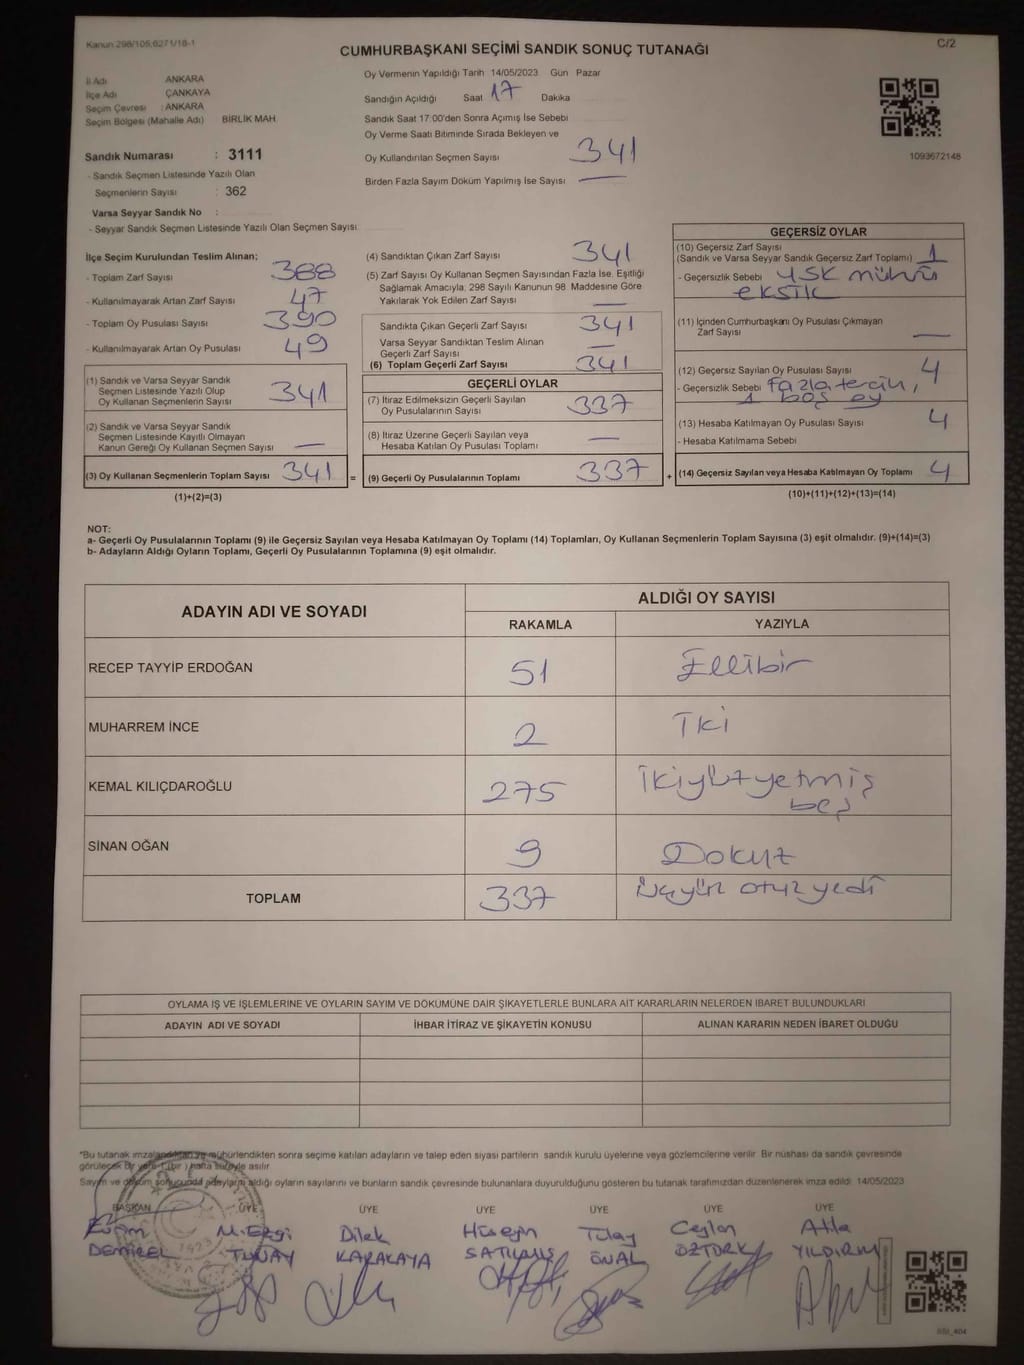 Kanun 298/105,6271/18-1
C/2
CUMHURBAŞKANI SEÇİMİ SANDIK SONUÇ TUTANAĞI
İl Adı ANKARA
İlçe Adı ÇANKAYA
Seçim Çevresi : ANKARA
Seçim Bölgesi (Mahalle Adı) BİRLİK MAH.
Sandık Numarası : 3111
- Sandık Seçmen Listesinde Yazılı Olan
Seçmenlerin Sayısı : 362
Varsa Seyyar Sandık No :
- Seyyar Sandık Seçmen Listesinde Yazılı Olan Seçmen Sayısı
Oy Vermenin Yapıldığı Tarih 14/05/2023 Gün Pazar
Sandığın Açıldığı Saat 17 Dakika
Sandık Saat 17:00'den Sonra Açımış İse Sebebi
Oy Verme Saati Bitiminde Sırada Bekleyen ve
Oy Kullandırılan Seçmen Sayısı 341
Birden Fazla Sayım Döküm Yapılmış İse Sayısı —
1093672148
İlçe Seçim Kurulundan Teslim Alınan;
- Toplam Zarf Sayısı 388
- Kullanılmayarak Artan Zarf Sayısı 47
- Toplam Oy Pusulası Sayısı 390
- Kullanılmayarak Artan Oy Pusulası 49
(1) Sandık ve Varsa Seyyar Sandık
Seçmen Listesinde Yazılı Olup
Oy Kullanan Seçmenlerin Sayısı 341
(2) Sandık ve Varsa Seyyar Sandık
Seçmen Listesinde Kayıtlı Olmayan
Kanun Gereği Oy Kullanan Seçmen Sayısı —
(3) Oy Kullanan Seçmenlerin Toplam Sayısı 341 =
(1)+(2)=(3)
(4) Sandıktan Çıkan Zarf Sayısı 341
(5) Zarf Sayısı Oy Kullanan Seçmen Sayısından Fazla İse, Eşitliği
Sağlamak Amacıyla, 298 Sayılı Kanunun 98. Maddesine Göre
Yakılarak Yok Edilen Zarf Sayısı —
Sandıkta Çıkan Geçerli Zarf Sayısı 341
Varsa Seyyar Sandıktan Teslim Alınan
Geçerli Zarf Sayısı —
(6) Toplam Geçerli Zarf Sayısı 341
GEÇERLİ OYLAR
(7) İtiraz Edilmeksizin Geçerli Sayılan
Oy Pusulalarının Sayısı 337
(8) İtiraz Üzerine Geçerli Sayılan veya
Hesaba Katılan Oy Pusulası Toplamı —
(9) Geçerli Oy Pusulalarının Toplamı 337 +
GEÇERSİZ OYLAR
(10) Geçersiz Zarf Sayısı
(Sandık ve Varsa Seyyar Sandık Geçersiz Zarf Toplamı) 1
- Geçersizlik Sebebi YSK mührü
eksik
(11) İçinden Cumhurbaşkanı Oy Pusulası Çıkmayan
Zarf Sayısı —
(12) Geçersiz Sayılan Oy Pusulası Sayısı 4
- Geçersizlik Sebebi fazla tercih,
1 boş oy
(13) Hesaba Katılmayan Oy Sayısı 4
- Hesaba Katılmama Sebebi
(14) Geçersiz Sayılan veya Hesaba Katılmayan Oy Toplamı 4
(10)+(11)+(12)+(13)=(14)
NOT:
a- Geçerli Oy Pusulalarının Toplamı (9) ile Geçersiz Sayılan veya Hesaba Katılmayan Oy Toplamı (14) Toplamları, Oy Kullanan Seçmenlerin Toplam Sayısına (3) eşit olmalıdır. (9)+(14)=(3)
b- Adayların Aldığı Oyların Toplamı, Geçerli Oy Pusulalarının Toplamına (9) eşit olmalıdır.
ADAYIN ADI VE SOYADI ALDIĞI OY SAYISI
RAKAMLA YAZIYLA
RECEP TAYYİP ERDOĞAN 51 Ellibir
MUHARREM İNCE 2 İki
KEMAL KILIÇDAROĞLU 275 İkiyüzyetmiş
beş
SİNAN OĞAN 9 Dokuz
TOPLAM 337 Üçyüz otuz yedi
OYLAMA İŞ VE İŞLEMLERİNE VE OYLARIN SAYIM VE DÖKÜMÜNE DAİR ŞİKAYETLERLE BUNLARA AİT KARARLARIN NELERDEN İBARET BULUNDUKLARI
ADAYIN ADI VE SOYADI İHBAR İTİRAZ VE ŞİKAYETİN KONUSU ALINAN KARARIN NEDEN İBARET OLDUĞU
*Bu tutanak imzalandıktan ve mühürlendikten sonra seçime katılan adayların ve talep eden siyasi partilerin sandık kurulu üyelerine veya gözlemcilerine verilir. Bir nüshası da sandık çevresinde
görülecek bir yere 1 (bir) hafta süreyle asılır.
Sayım ve döküm sonucunda adayların aldığı oyların sayılarını ve bunların sandık çevresinde bulunanlara duyurulduğunu gösteren bu tutanak tarafımızdan düzenlenerek imza edildi. 14/05/2023
BAŞKAN ÜYE ÜYE ÜYE ÜYE ÜYE ÜYE
M. Ezgi Dilek Hüseyin Tülay Ceylan Atla
DEMİREL TUNAY KARAKAYA SATILMIŞ ÖNAL ÖZTÜRK YILDIRIM
1923
SSI_404